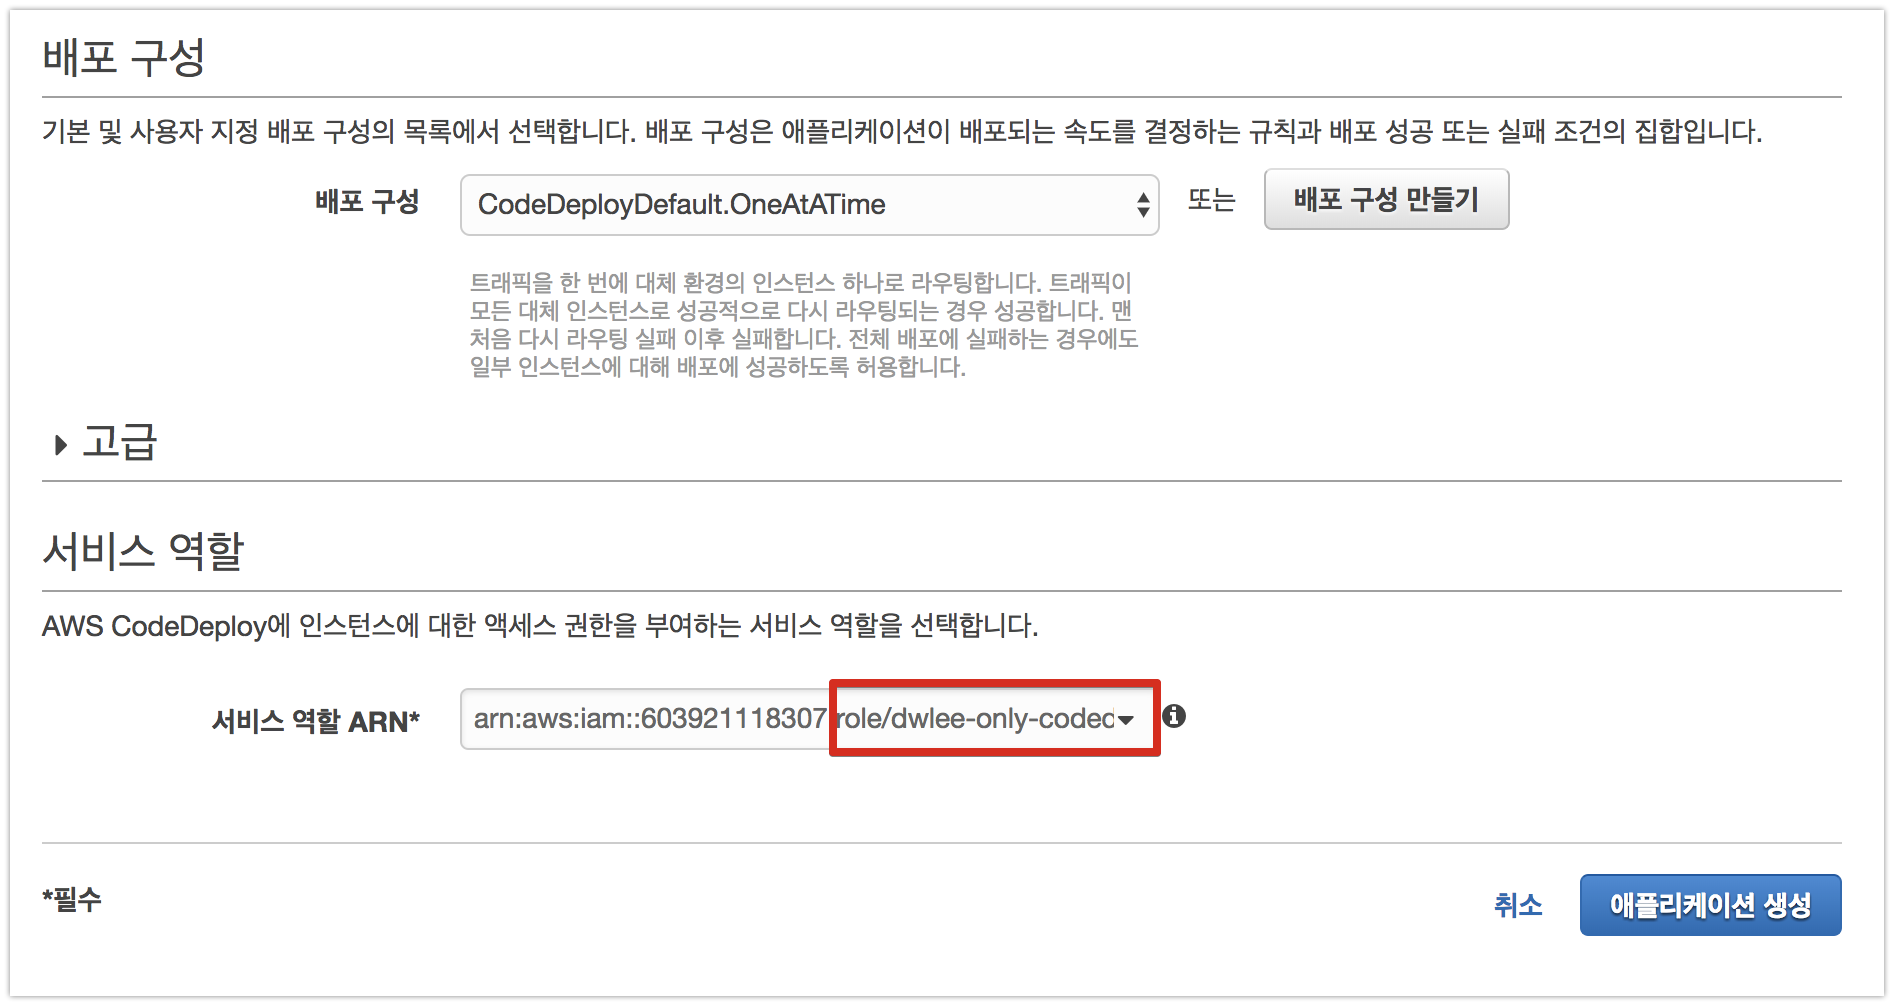 배포 구성
기본 및 사용자 지정 배포 구성의 목록에서 선택합니다. 배포 구성은 애플리케이션이 배포되는 속도를 결정하는 규칙과 배포 성공 또는 실패 조건의 집합입니다.
배포 구성 CodeDeployDefault.OneAtATime 또는 배포 구성 만들기
트래픽을 한 번에 대체 환경의 인스턴스 하나로 라우팅합니다. 트래픽이
모든 대체 인스턴스로 성공적으로 다시 라우팅되는 경우 성공합니다. 맨
처음 다시 라우팅 실패 이후 실패합니다. 전체 배포에 실패하는 경우에도
일부 인스턴스에 대해 배포에 성공하도록 허용합니다.
고급
서비스 역할
AWS CodeDeploy에 인스턴스에 대한 액세스 권한을 부여하는 서비스 역할을 선택합니다.
서비스 역할 ARN* arn:aws:iam::603921118307:role/dwlee-only-coded
*필수 취소 애플리케이션 생성